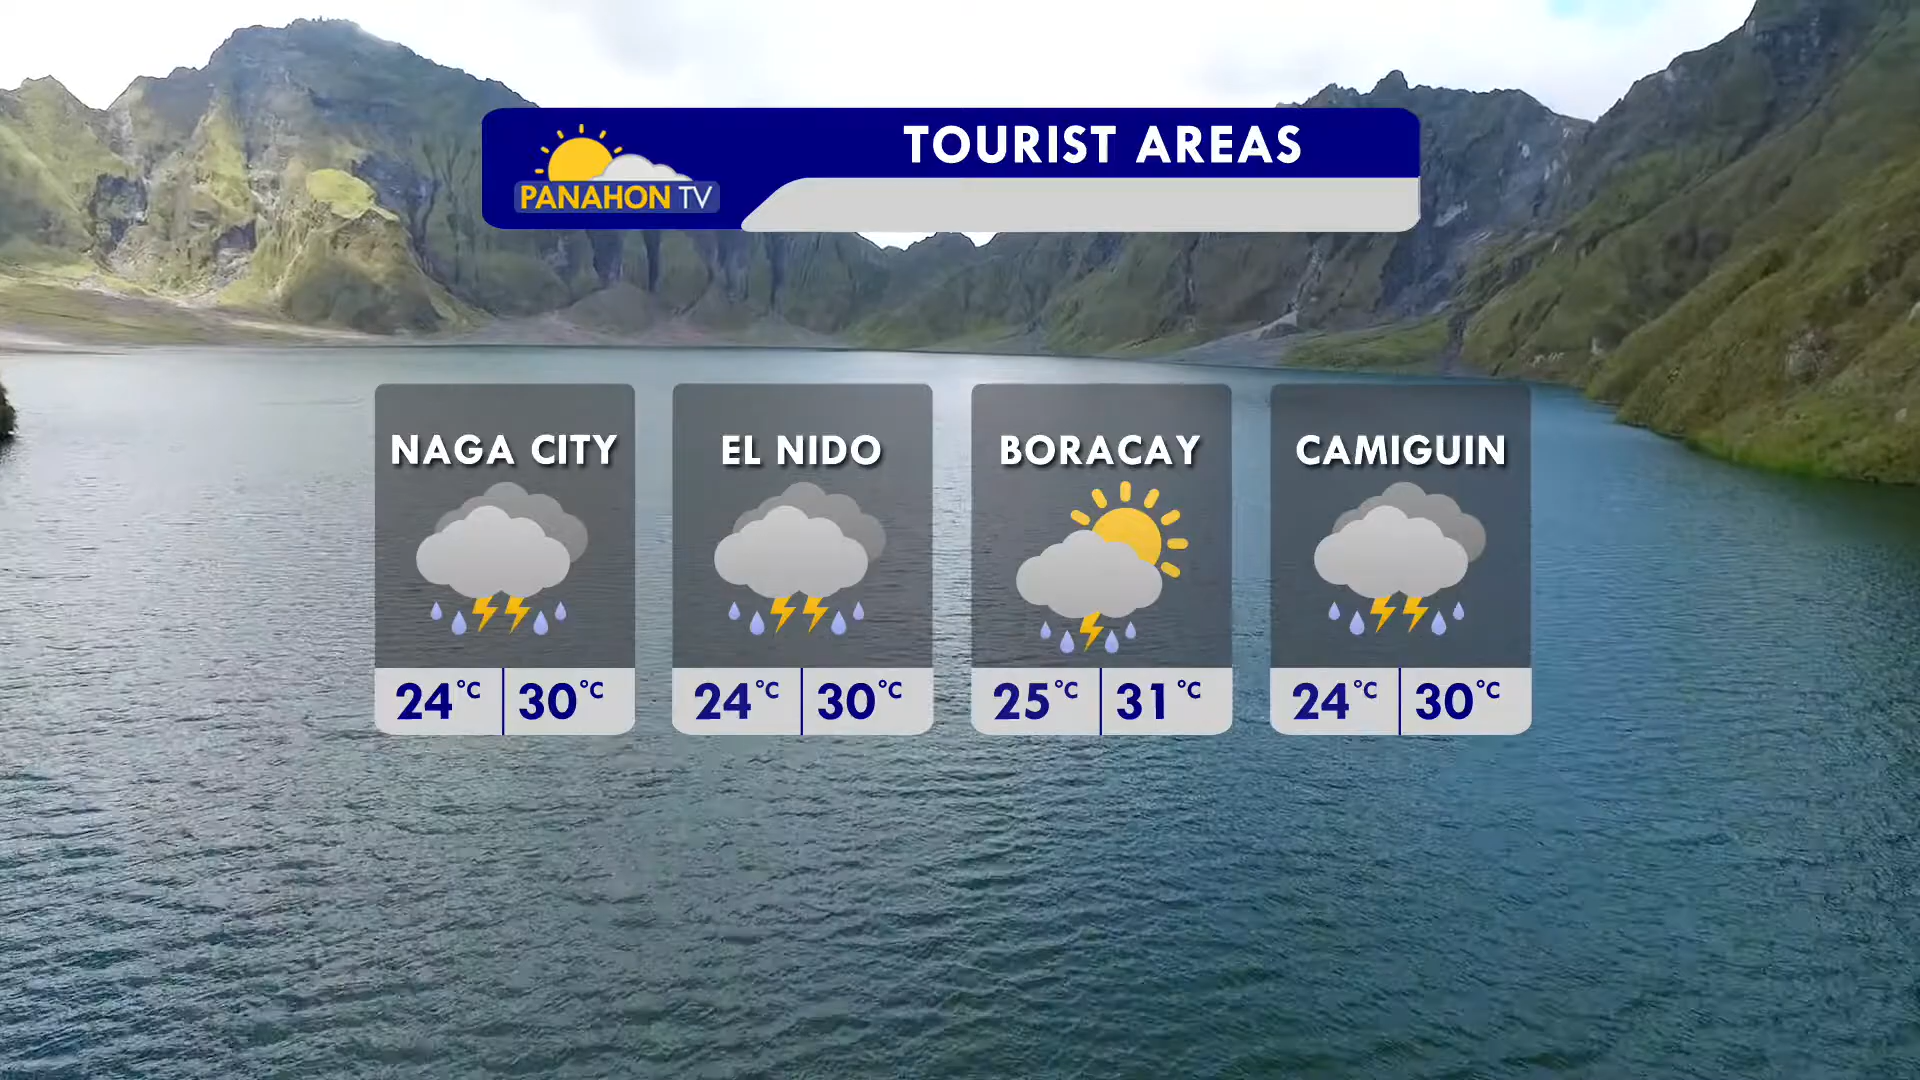 TOURIST AREAS
PANAHON TV
NAGA CITY
24°C 30°C
EL NIDO
24°C 30°C
BORACAY
25°C 31°C
CAMIGUIN
24°C 30°C